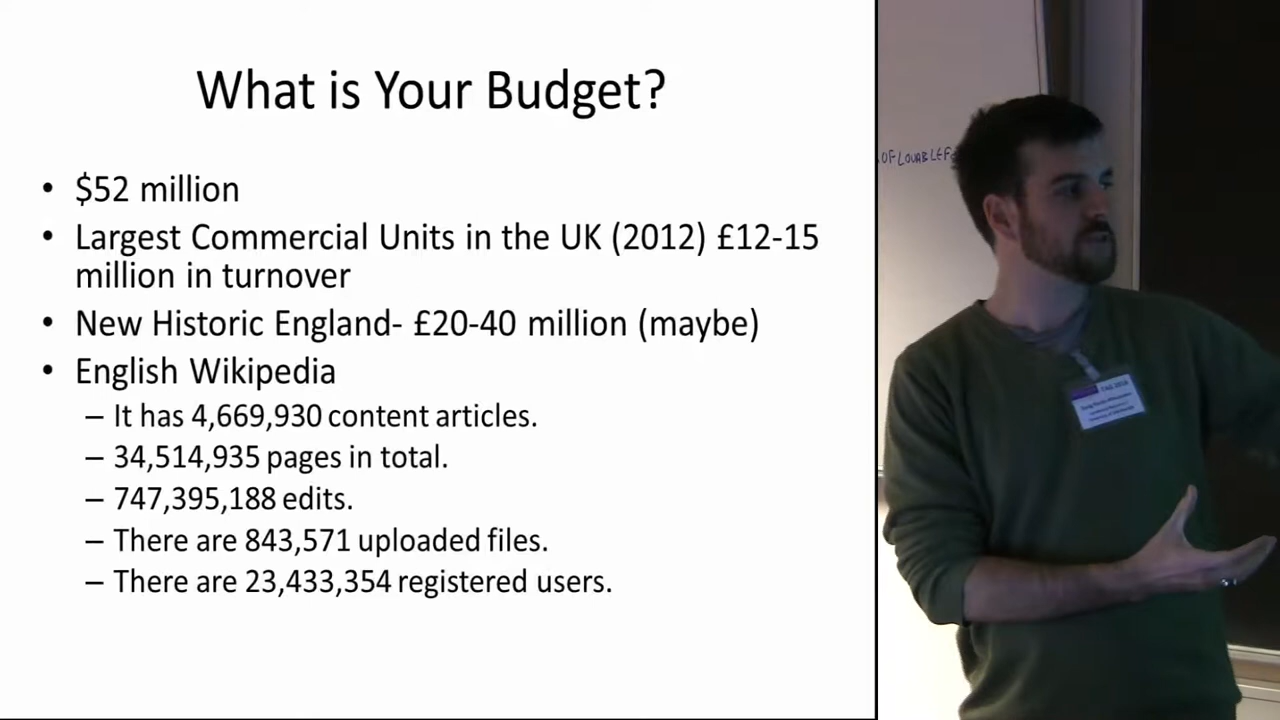 What is Your Budget?
• $52 million
• Largest Commercial Units in the UK (2012) £12-15
million in turnover
• New Historic England- £20-40 million (maybe)
• English Wikipedia
– It has 4,669,930 content articles.
– 34,514,935 pages in total.
– 747,395,188 edits.
– There are 843,571 uploaded files.
– There are 23,433,354 registered users.
OF LOVABLE F